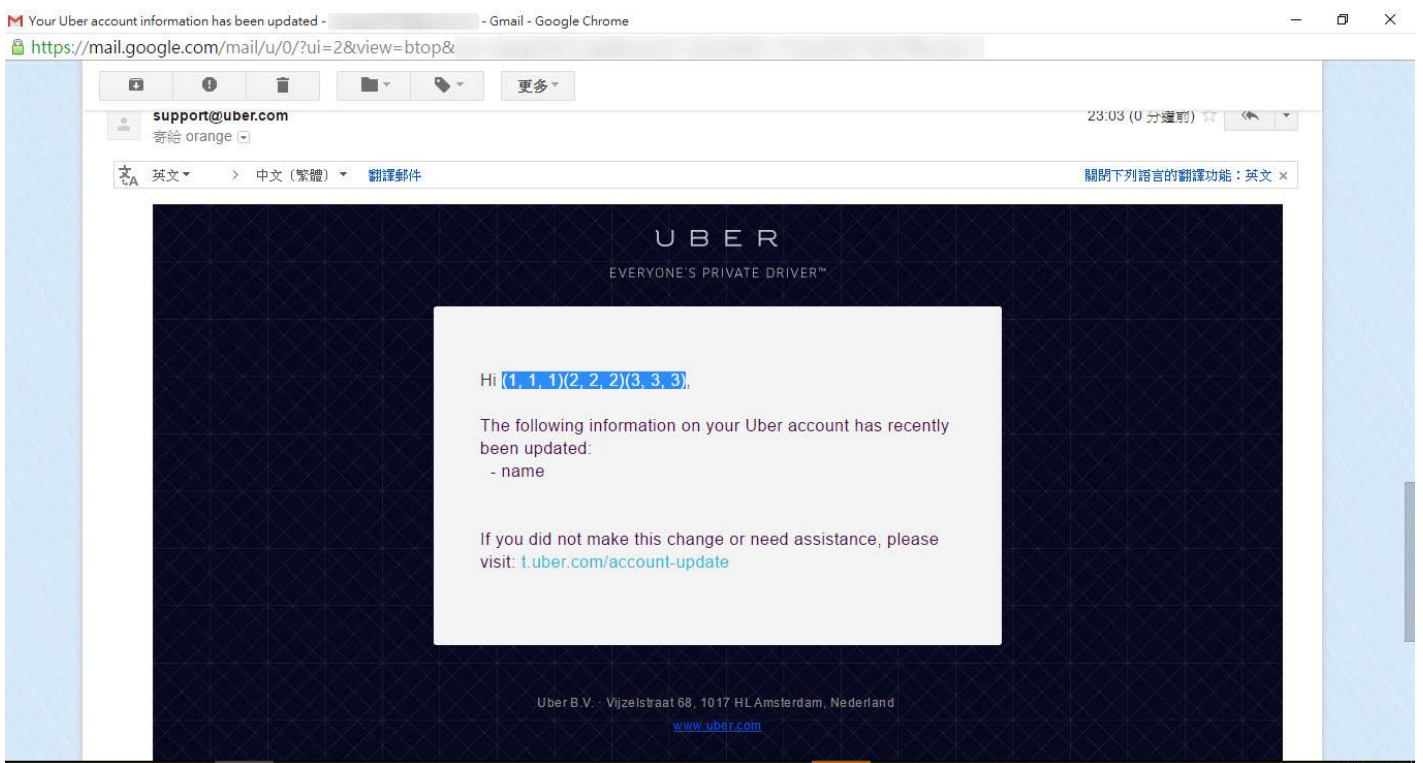 Your Uber account information has been updated - - Gmail - Google Chrome
https://mail.google.com/mail/u/0/?ui=2&view=btop&
更多
support@uber.com
23:03 (0 分鐘前)
寄給 orange
英文 > 中文（繁體） 翻譯郵件
關閉下列語言的翻譯功能：英文 ×
UBER
EVERYONE'S PRIVATE DRIVER™
Hi (1, 1, 1)(2, 2, 2)(3, 3, 3),
The following information on your Uber account has recently
been updated:
- name
If you did not make this change or need assistance, please
visit: t.uber.com/account-update
Uber B.V. · Vijzelstraat 68, 1017 HL Amsterdam, Nederland
www.uber.com